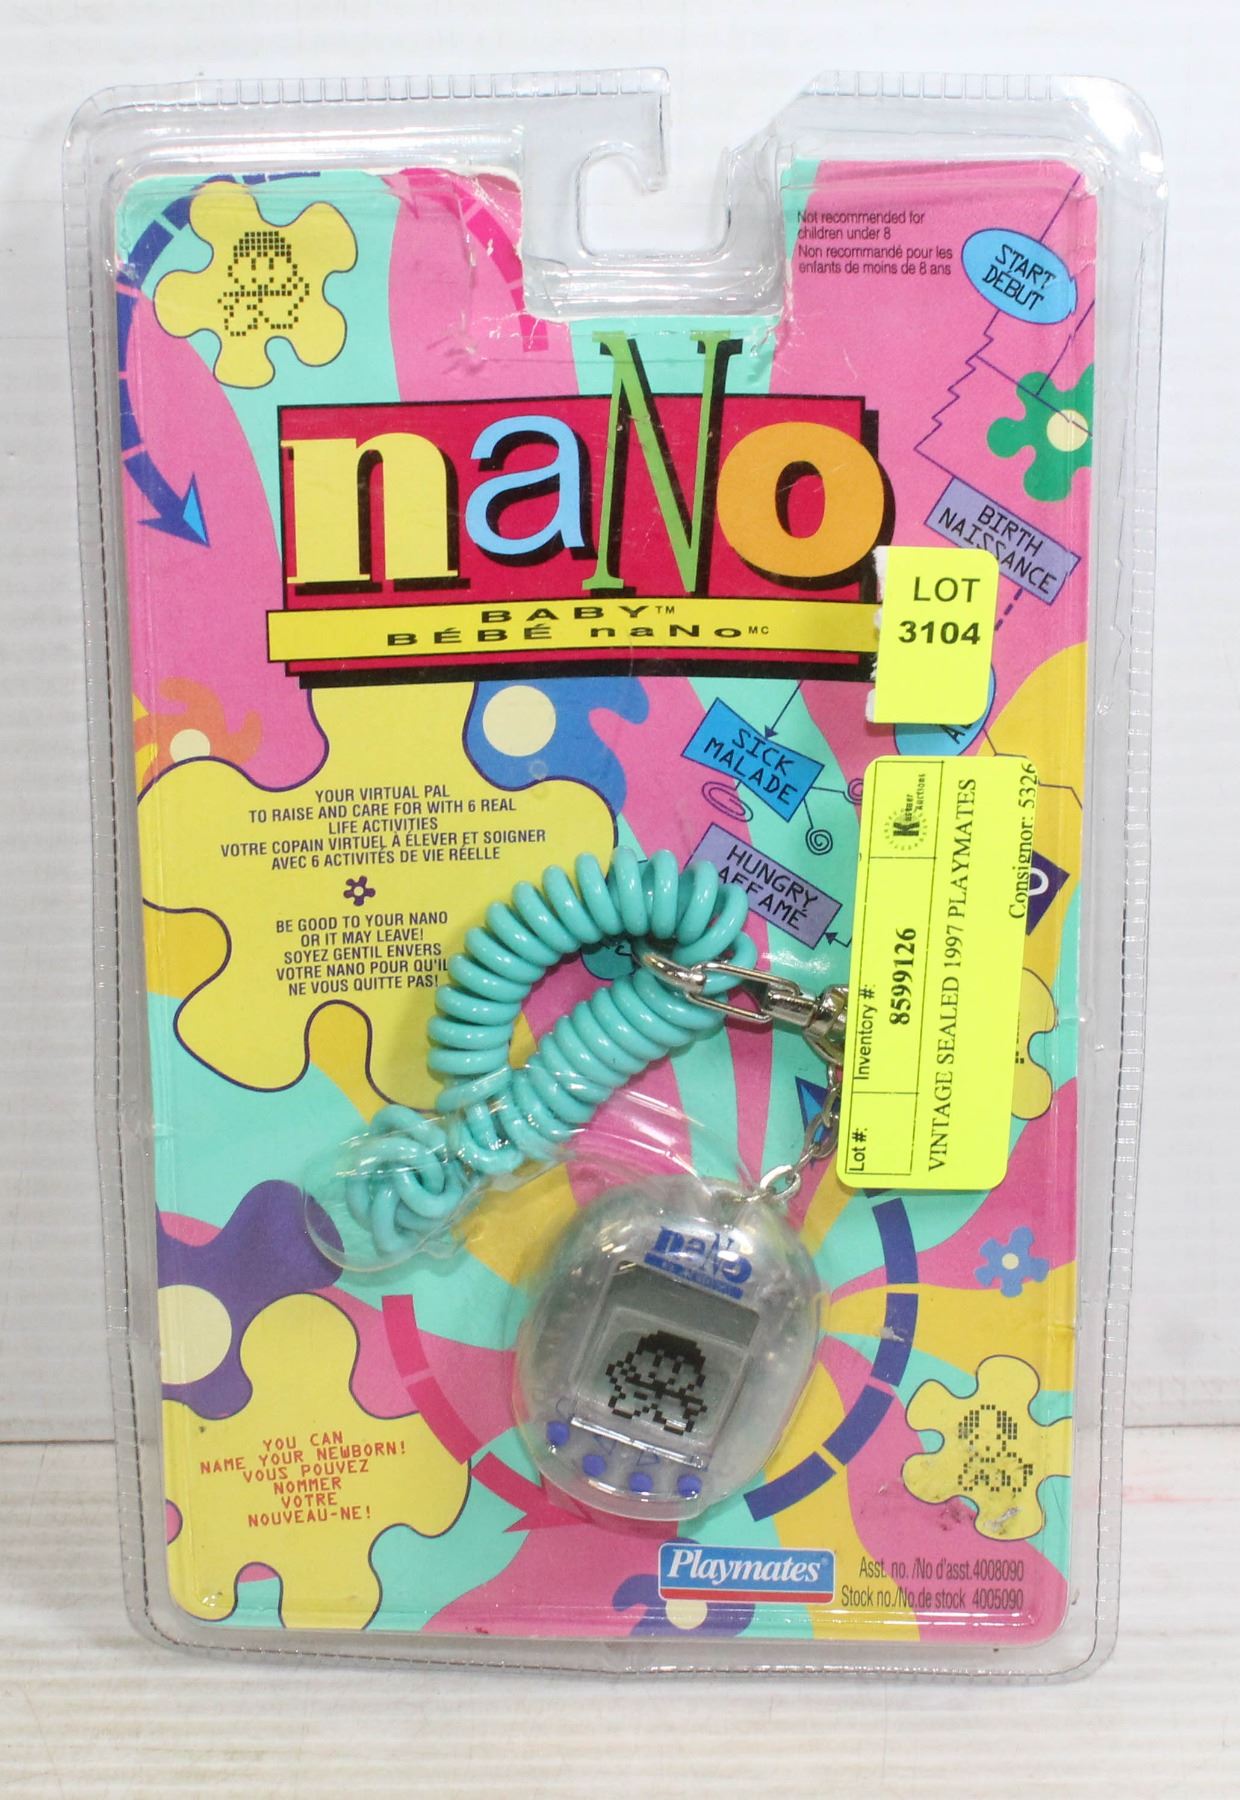 Not recommended for
children under 8
Non recommandé pour les
enfants de moins de 8 ans
START
DÉBUT
naNo
BABY™
BÉBÉ naNo MC
BIRTH
NAISSANCE
LOT
3104
SICK
MALADE
HUNGRY
AFFAMÉ
YOUR VIRTUAL PAL
TO RAISE AND CARE FOR WITH 6 REAL
LIFE ACTIVITIES
VOTRE COPAIN VIRTUEL À ÉLEVER ET SOIGNER
AVEC 6 ACTIVITÉS DE VIE RÉELLE
BE GOOD TO YOUR NANO
OR IT MAY LEAVE!
SOYEZ GENTIL ENVERS
VOTRE NANO POUR QU'IL
NE VOUS QUITTE PAS!
Kastner
Auctions
Consignor: 5326
Lot #:
Inventory #:
8599126
VINTAGE SEALED 1997 PLAYMATES
naNo
YOU CAN
NAME YOUR NEWBORN!
VOUS POUVEZ
NOMMER
VOTRE
NOUVEAU-NE!
Playmates®
Asst. no. /No d'asst.4008090
Stock no./No.de stock 4005090